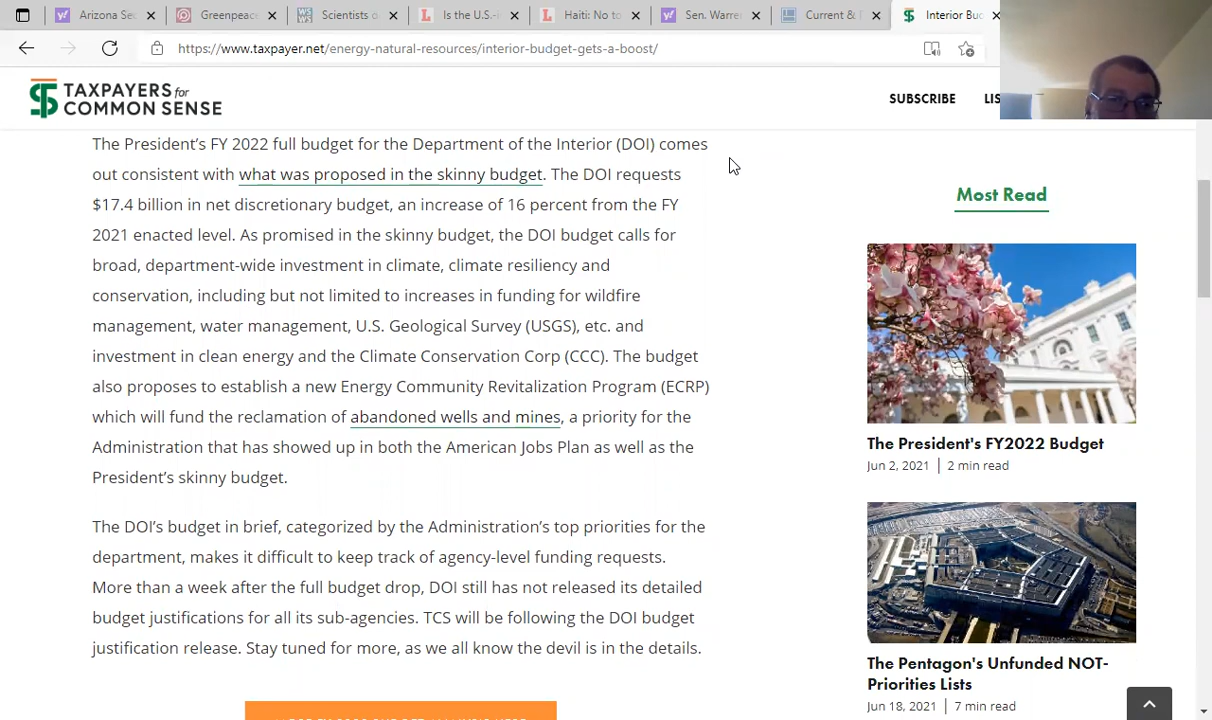 Arizona Sec
Greenpeace
Scientists d
Is the U.S.-
Haiti: No to
Sen. Warre
Current &
Interior Bud
https://www.taxpayer.net/energy-natural-resources/interior-budget-gets-a-boost/
TAXPAYERS for
COMMON SENSE
SUBSCRIBE
LIS
The President's FY 2022 full budget for the Department of the Interior (DOI) comes
out consistent with what was proposed in the skinny budget. The DOI requests
$17.4 billion in net discretionary budget, an increase of 16 percent from the FY
2021 enacted level. As promised in the skinny budget, the DOI budget calls for
broad, department-wide investment in climate, climate resiliency and
conservation, including but not limited to increases in funding for wildfire
management, water management, U.S. Geological Survey (USGS), etc. and
investment in clean energy and the Climate Conservation Corp (CCC). The budget
also proposes to establish a new Energy Community Revitalization Program (ECRP)
which will fund the reclamation of abandoned wells and mines, a priority for the
Administration that has showed up in both the American Jobs Plan as well as the
President's skinny budget.
The DOI's budget in brief, categorized by the Administration's top priorities for the
department, makes it difficult to keep track of agency-level funding requests.
More than a week after the full budget drop, DOI still has not released its detailed
budget justifications for all its sub-agencies. TCS will be following the DOI budget
justification release. Stay tuned for more, as we all know the devil is in the details.
Most Read
The President's FY2022 Budget
Jun 2, 2021 | 2 min read
The Pentagon's Unfunded NOT-
Priorities Lists
Jun 18, 2021 | 7 min read